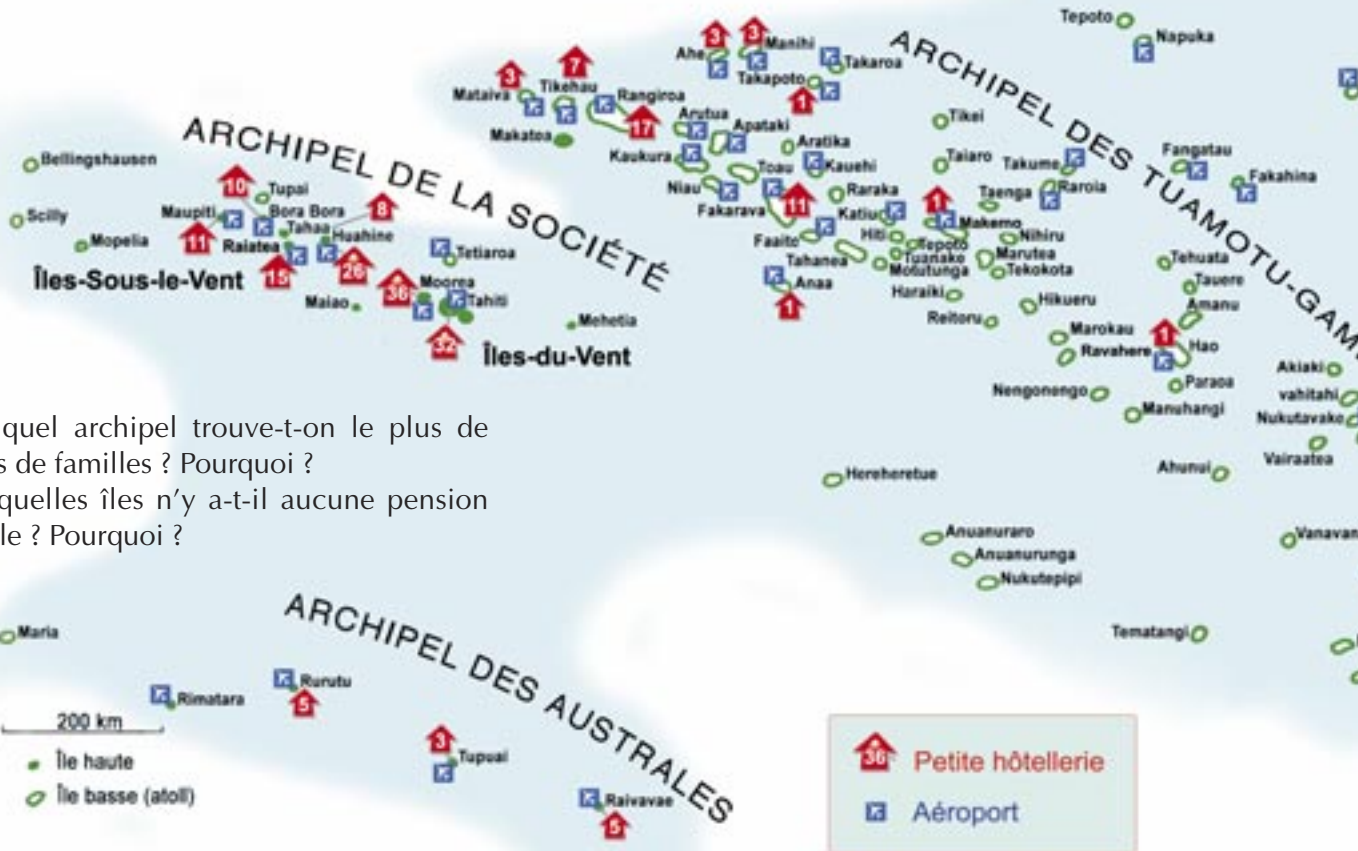 Tepoto
Napuka
ARCHIPEL DES TUAMOTU-GAM
3
3
Ahe
Manihi
Takaroa
Takapoto
1
3
7
Mataiva
Tikehau
Rangiroa
17
Makatea
Arutua
Apataki
Kaukura
Aratika
Toau
Kauehi
Niau
Fakarava
11
Raraka
Katiu
1
Makemo
Faaite
Tahanea
Hiti
Tepoto
Tuanake
Motutunga
Anaa
1
Tikei
Taiaro
Takume
Taenga
Raroia
Fangatau
Fakahina
Nihiru
Marutea
Tekokota
Haraiki
Reitoru
Hikueru
Tehuata
Tauere
Amanu
Marokau
Ravahere
1
Hao
Paraoa
Nengonengo
Manuhangi
Akiaki
vahitahi
Nukutavake
Vairaatea
Ahunui
Hereheretue
Anuanuraro
Anuanurunga
Nukutepipi
Vanavan
Tematangi
ARCHIPEL DE LA SOCIÉTÉ
Bellingshausen
Scilly
Mopelia
10
Tupai
Maupiti
Bora Bora
8
11
Tahaa
Raiatea
Huahine
15
26
Îles-Sous-le-Vent
Tetiaroa
36
Moorea
Maiao
Tahiti
32
Mehetia
Îles-du-Vent
quel archipel trouve-t-on le plus de
s de familles ? Pourquoi ?
quelles îles n'y a-t-il aucune pension
le ? Pourquoi ?
ARCHIPEL DES AUSTRALES
Maria
Rimatara
Rurutu
5
3
Tupuai
Raivavae
5
200 km
Île haute
Île basse (atoll)
36 Petite hôtellerie
Aéroport